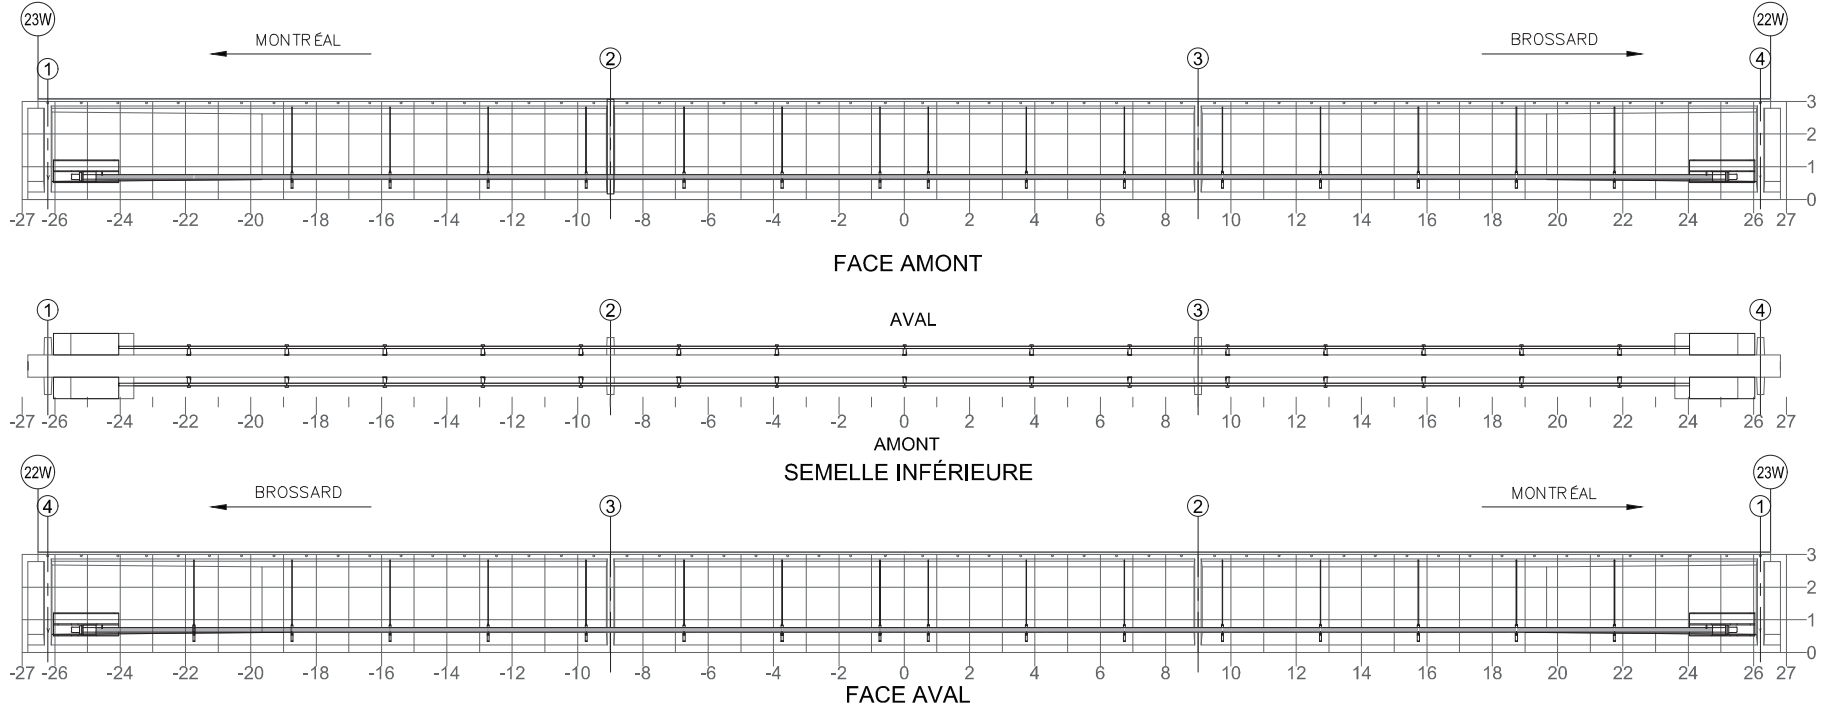 23W 22W
MONTRÉAL BROSSARD
1 2 3 4
3
2
1
0
-27 -26 -24 -22 -20 -18 -16 -14 -12 -10 -8 -6 -4 -2 0 2 4 6 8 10 12 14 16 18 20 22 24 26 27
FACE AMONT
1 2 3 4
AVAL
-27 -26 -24 -22 -20 -18 -16 -14 -12 -10 -8 -6 -4 -2 0 2 4 6 8 10 12 14 16 18 20 22 24 26 27
AMONT
SEMELLE INFÉRIEURE
22W 23W
BROSSARD MONTRÉAL
4 3 2 1
3
2
1
0
-27 -26 -24 -22 -20 -18 -16 -14 -12 -10 -8 -6 -4 -2 0 2 4 6 8 10 12 14 16 18 20 22 24 26 27
FACE AVAL